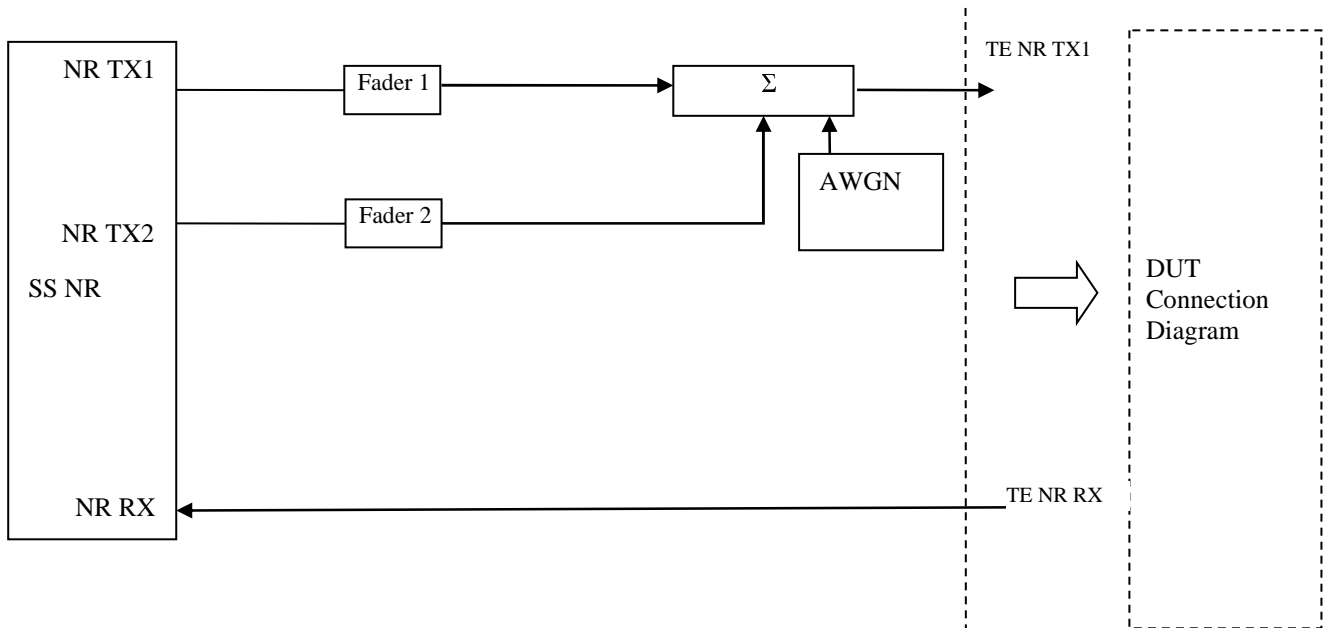 TE NR TX1
NR TX1
Fader 1
Σ
AWGN
Fader 2
NR TX2
SS NR
DUT
Connection
Diagram
NR RX
TE NR RX